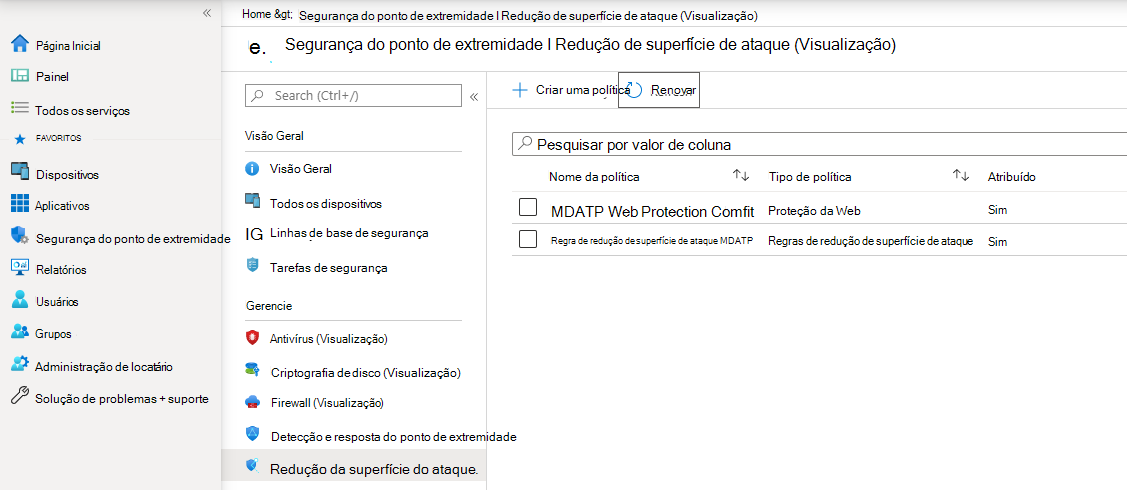 Home &gt; Segurança do ponto de extremidade I Redução de superfície de ataque (Visualização)
e. Segurança do ponto de extremidade I Redução de superfície de ataque (Visualização)
Página Inicial
Painel
Todos os serviços
FAVORITOS
Dispositivos
Aplicativos
Segurança do ponto de extremidade
Relatórios
Usuários
Grupos
Administração de locatário
Solução de problemas + suporte
Search (Ctrl+/)
Visão Geral
Visão Geral
Todos os dispositivos
IG Linhas de base de segurança
Tarefas de segurança
Gerencie
Antivírus (Visualização)
Criptografia de disco (Visualização)
Firewall (Visualização)
Detecção e resposta do ponto de extremidade
Redução da superfície do ataque.
Criar uma política Renovar
Pesquisar por valor de coluna
Nome da política Tipo de política Atribuído
MDATP Web Protection Comfit Proteção da Web Sim
Regra de redução de superfície de ataque MDATP Regras de redução de superfície de ataque Sim